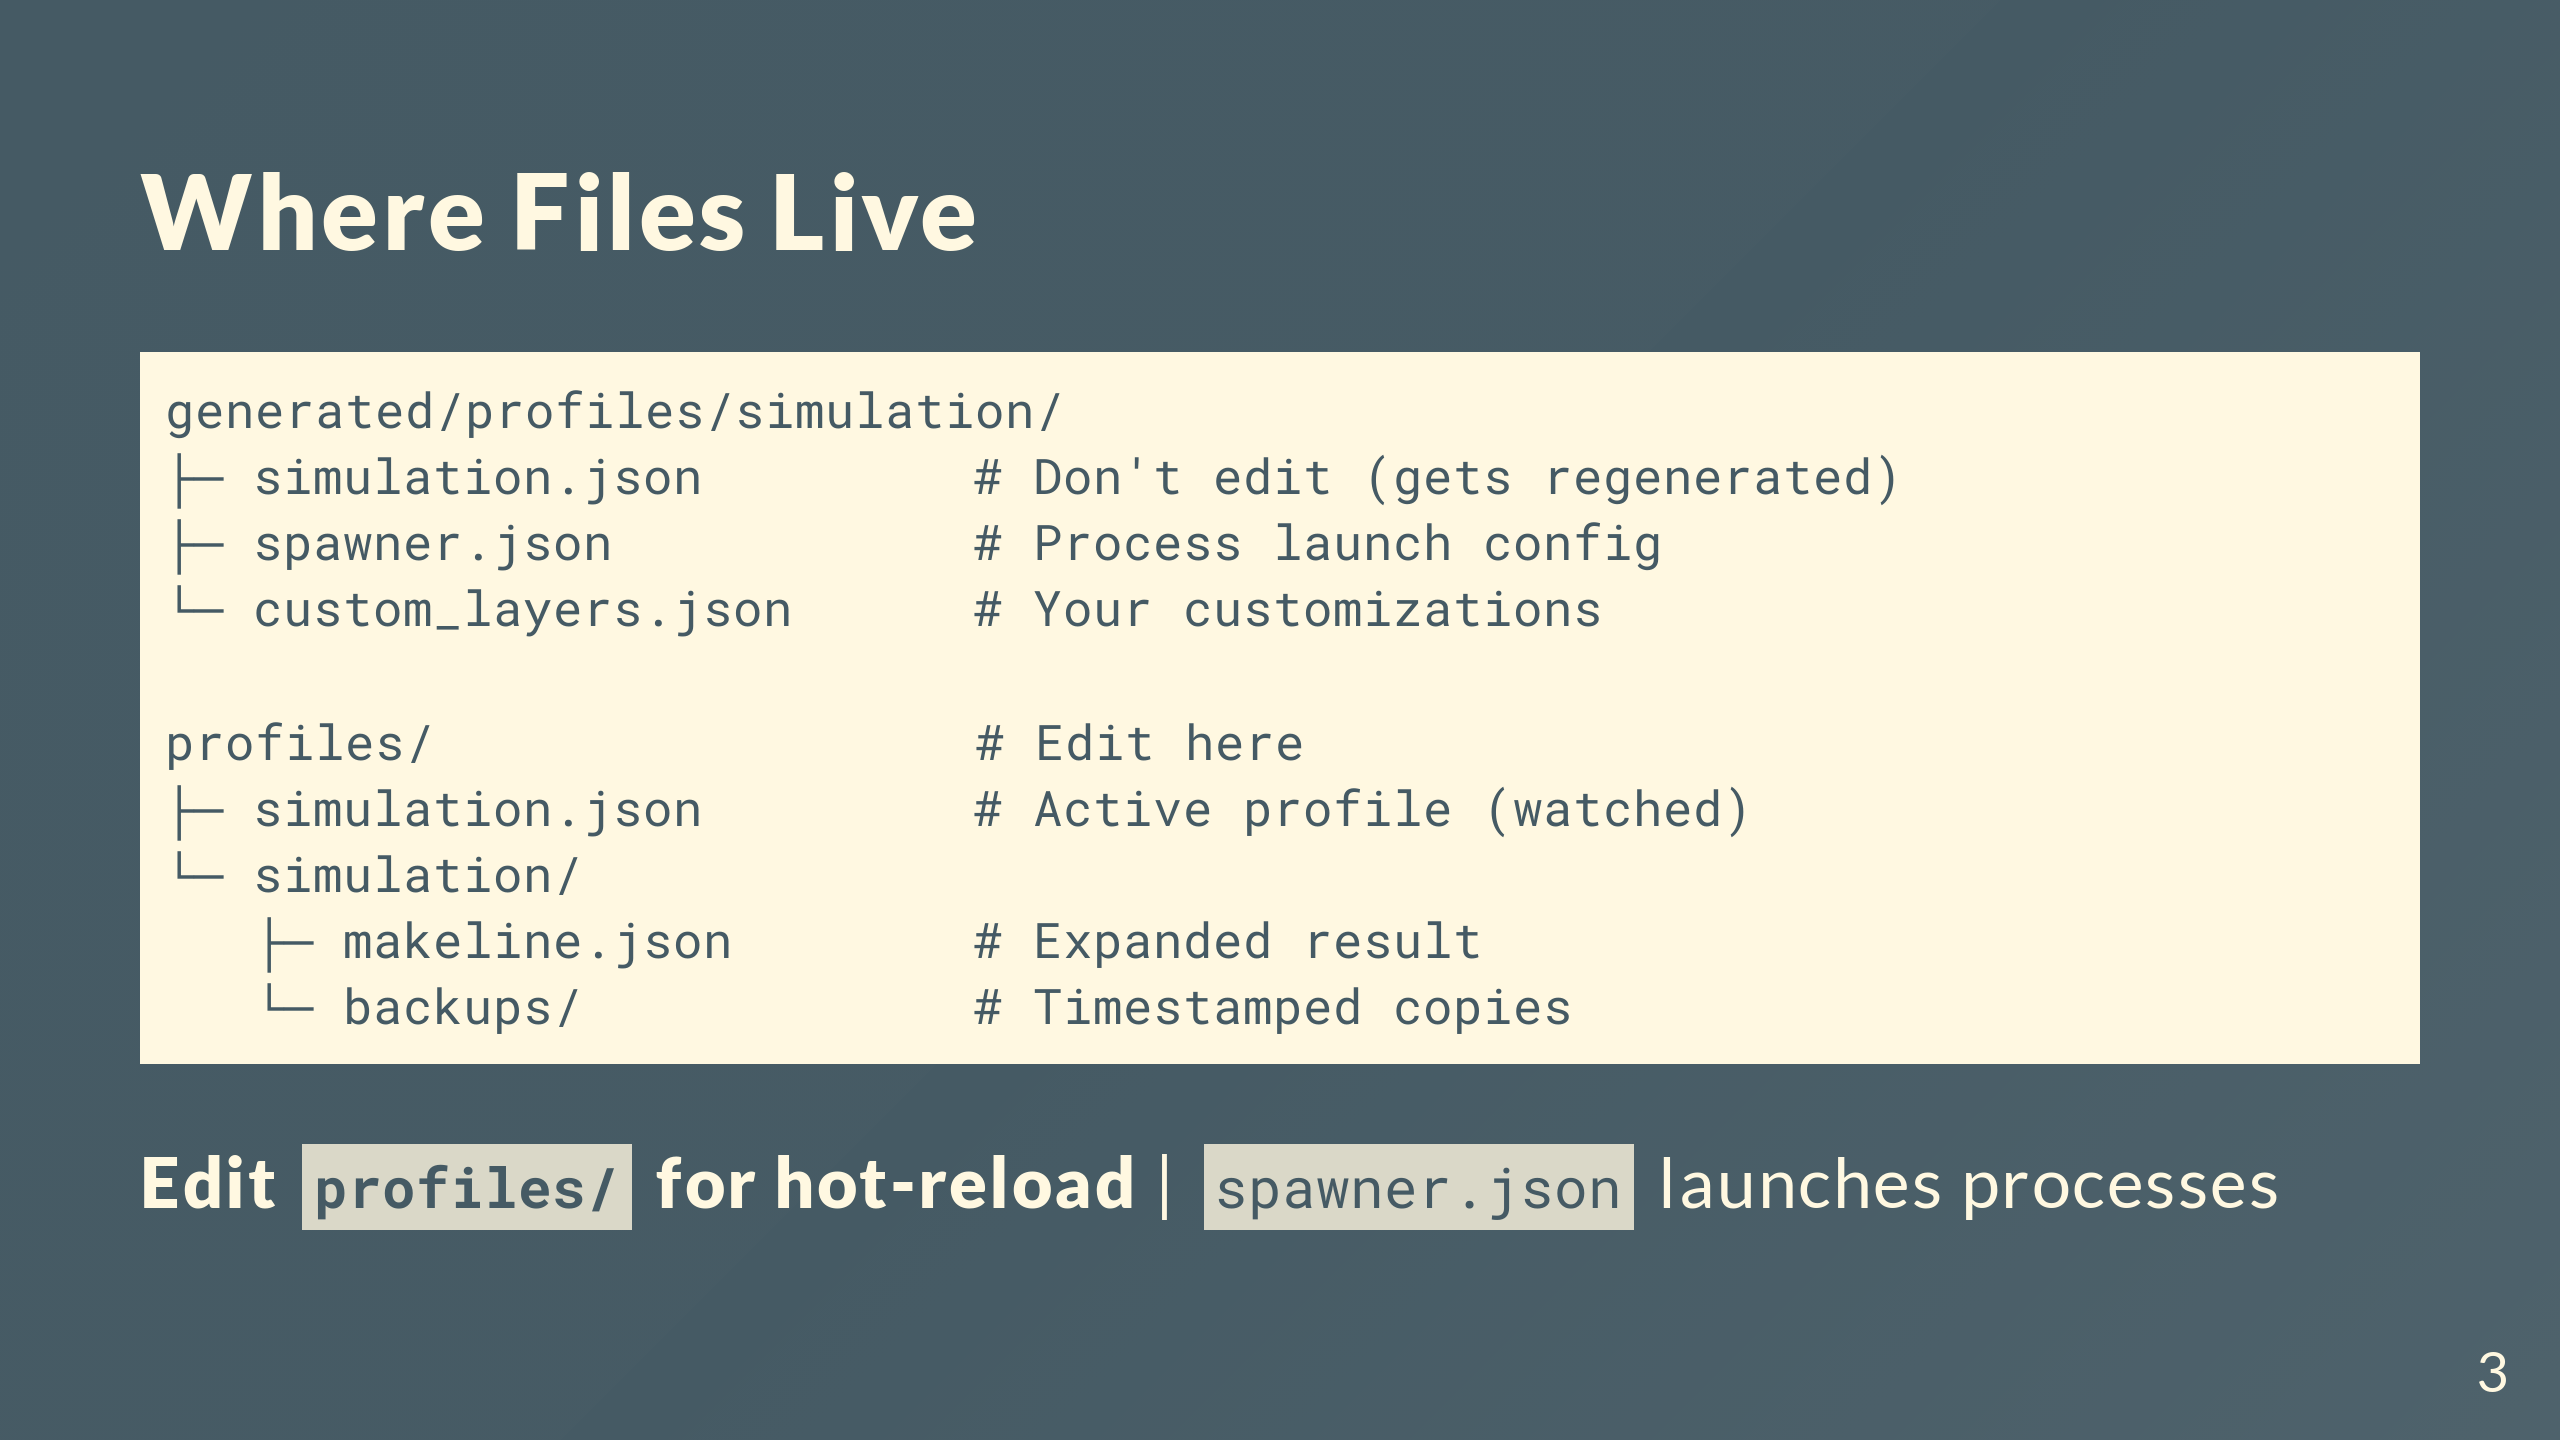 Where Files Live
generated/profiles/simulation/
├─ simulation.json         # Don't edit (gets regenerated)
├─ spawner.json            # Process launch config
└─ custom_layers.json      # Your customizations

profiles/                  # Edit here
├─ simulation.json         # Active profile (watched)
└─ simulation/
   ├─ makeline.json        # Expanded result
   └─ backups/             # Timestamped copies
Edit profiles/ for hot-reload | spawner.json launches processes
3